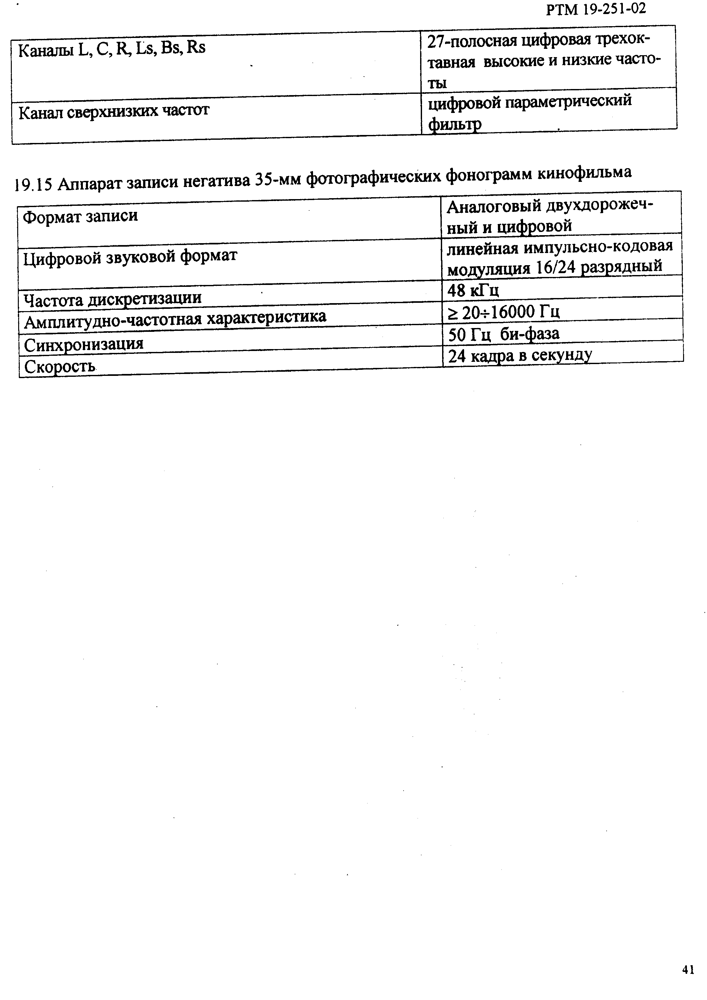 РТМ 19-251-02
Каналы L, C, R, Ls, Bs, Rs
27-полосная цифровая трехок-
тавная высокие и низкие часто-
ты
Канал сверхнизких частот
цифровой параметрический
фильтр
19.15 Аппарат записи негатива 35-мм фотографических фонограмм кинофильма
Формат записи
Аналоговый двухдорожеч-
ный и цифровой
Цифровой звуковой формат
линейная импульсно-кодовая
модуляция 16/24 разрядный
Частота дискретизации
48 кГц
Амплитудно-частотная характеристика
≥ 20÷16000 Гц
Синхронизация
50 Гц би-фаза
Скорость
24 кадра в секунду
41